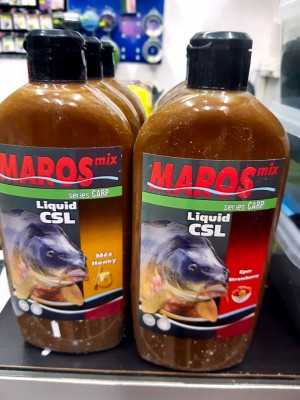 MAROS mix
series CARP
Liquid
CSL
Méz
Honey
MAROS mix
series CARP
Liquid
CSL
Eper
Strawberry